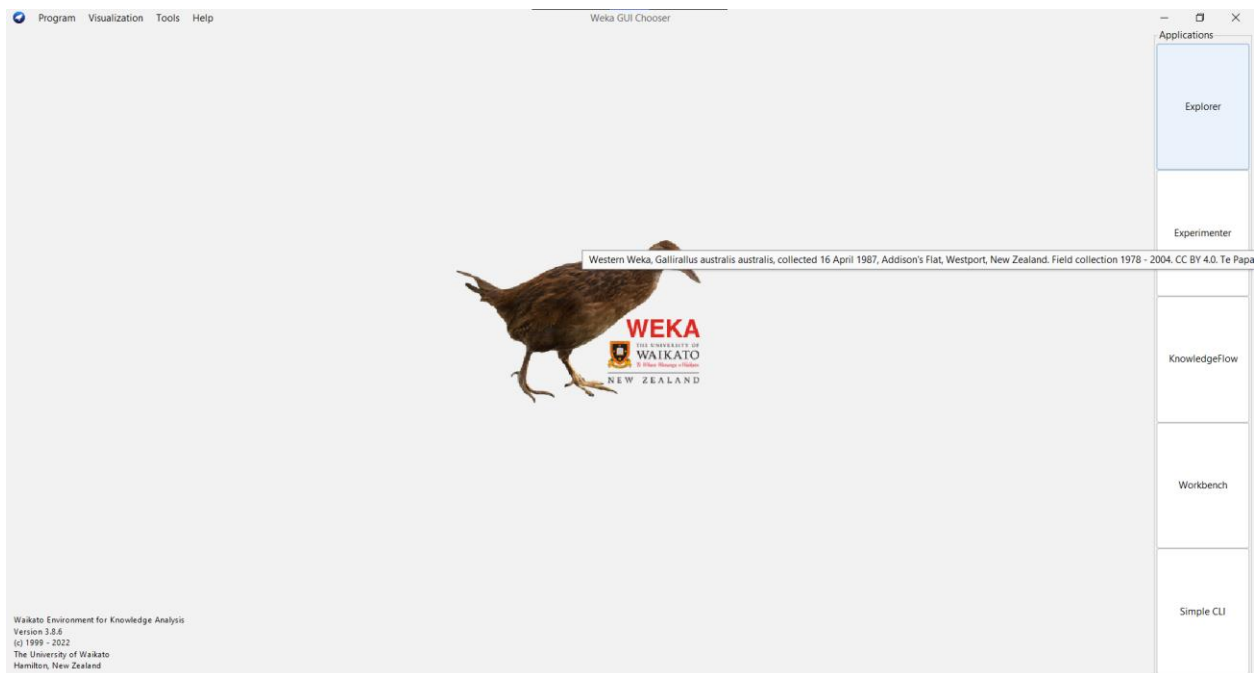 Program Visualization Tools Help
Weka GUI Chooser
Applications
Explorer
Experimenter
Western Weka, Gallirallus australis australis, collected 16 April 1987, Addison's Flat, Westport, New Zealand. Field collection 1978 - 2004. CC BY 4.0. Te Papa
WEKA
THE UNIVERSITY OF
WAIKATO
NEW ZEALAND
KnowledgeFlow
Workbench
Simple CLI
Waikato Environment for Knowledge Analysis
Version 3.8.6
(c) 1999 - 2022
The University of Waikato
Hamilton, New Zealand